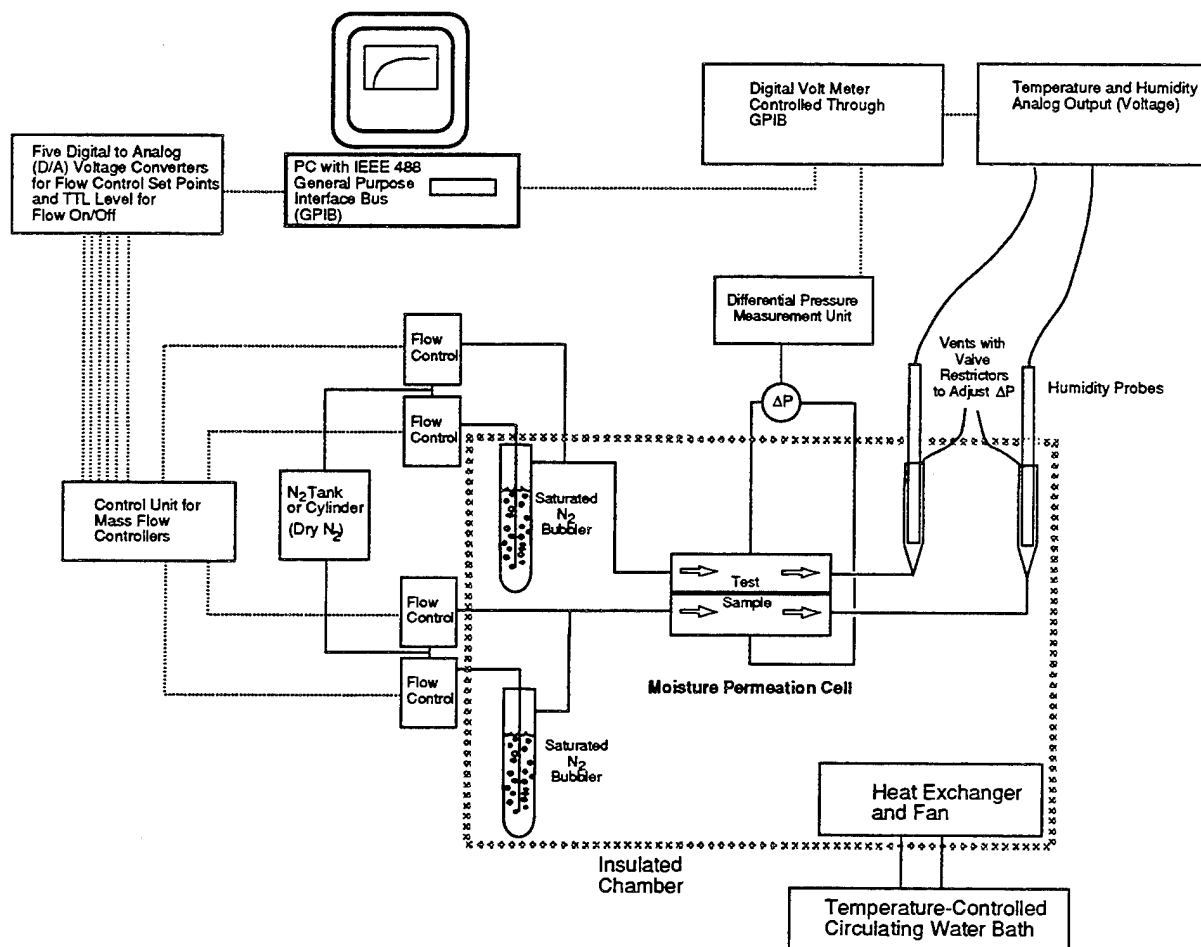 Digital Volt Meter
Controlled Through
GPIB
Temperature and Humidity
Analog Output (Voltage)
Five Digital to Analog
(D/A) Voltage Converters
for Flow Control Set Points
and TTL Level for
Flow On/Off
PC with IEEE 488
General Purpose
Interface Bus
(GPIB)
Differential Pressure
Measurement Unit
Flow
Control
Flow
Control
Vents with
Valve
Restrictors
to Adjust ΔP
Humidity Probes
ΔP
Control Unit for
Mass Flow
Controllers
N2 Tank
or Cylinder
(Dry N2)
Saturated
N2
Bubbler
Test
Sample
Flow
Control
Flow
Control
Moisture Permeation Cell
Saturated
N2
Bubbler
Heat Exchanger
and Fan
Insulated
Chamber
Temperature-Controlled
Circulating Water Bath